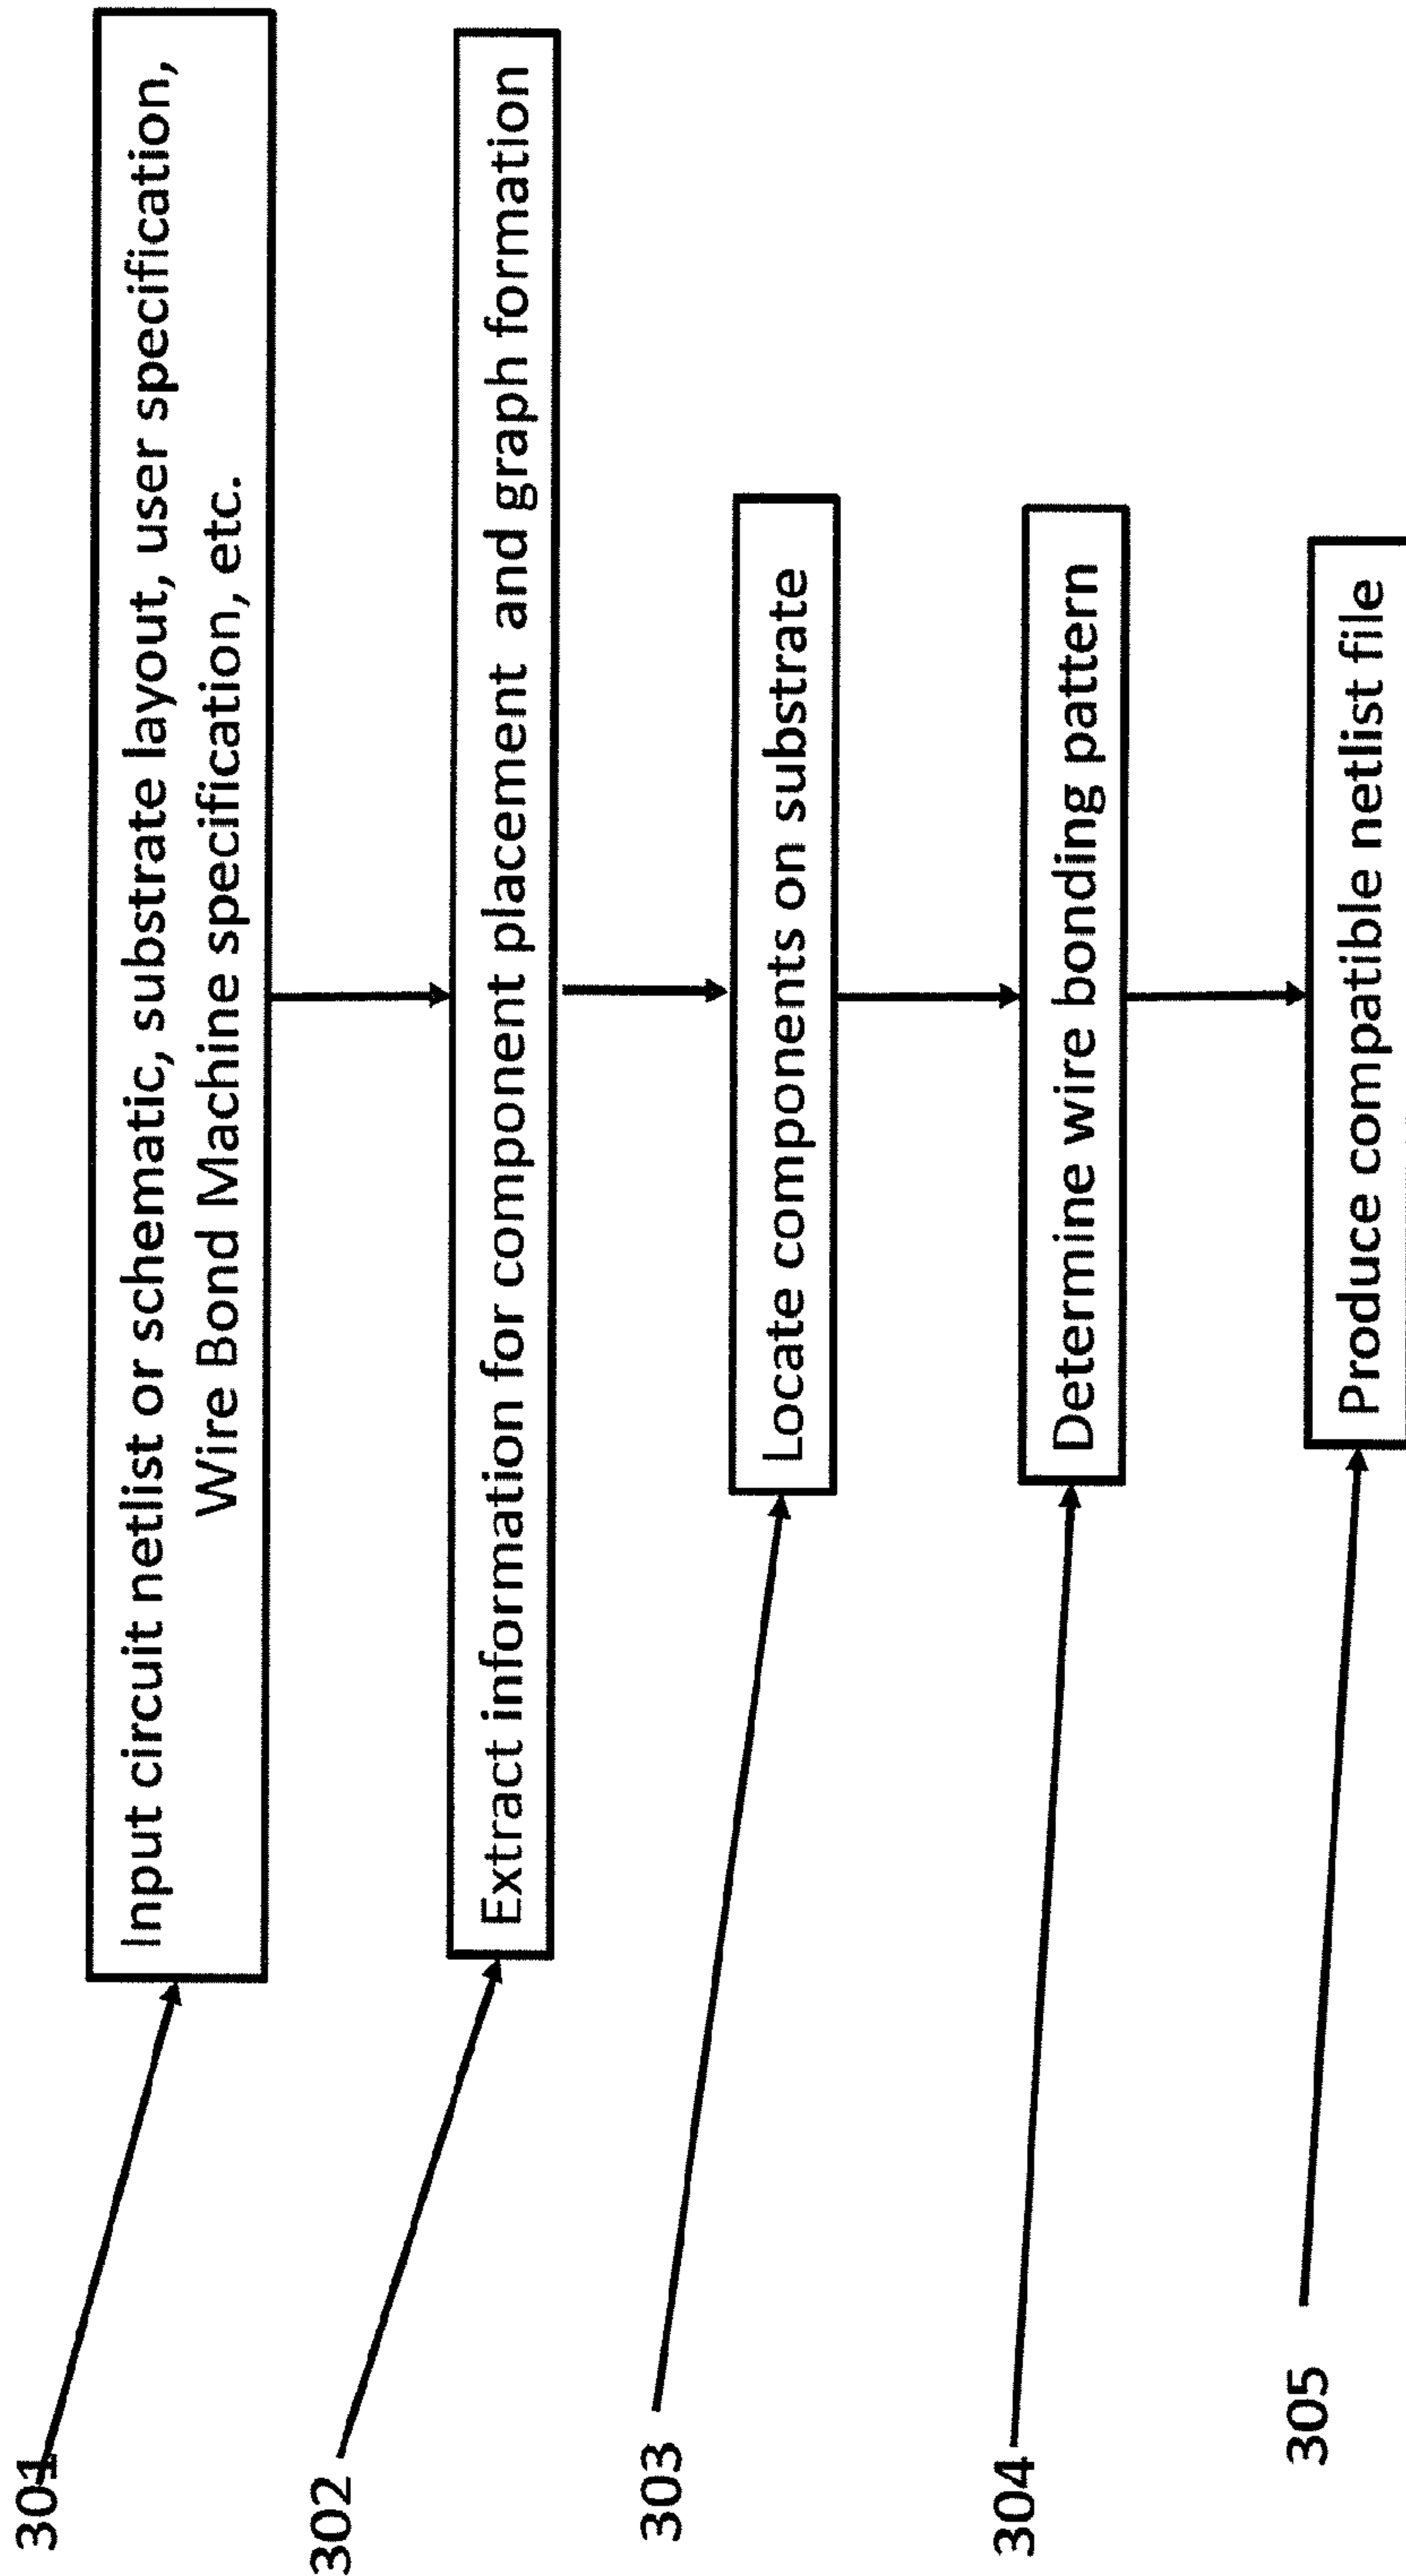 301
Input circuit netlist or schematic, substrate layout, user specification,
Wire Bond Machine specification, etc.
302
Extract information for component placement and graph formation
303
Locate components on substrate
304
Determine wire bonding pattern
305
Produce compatible netlist file